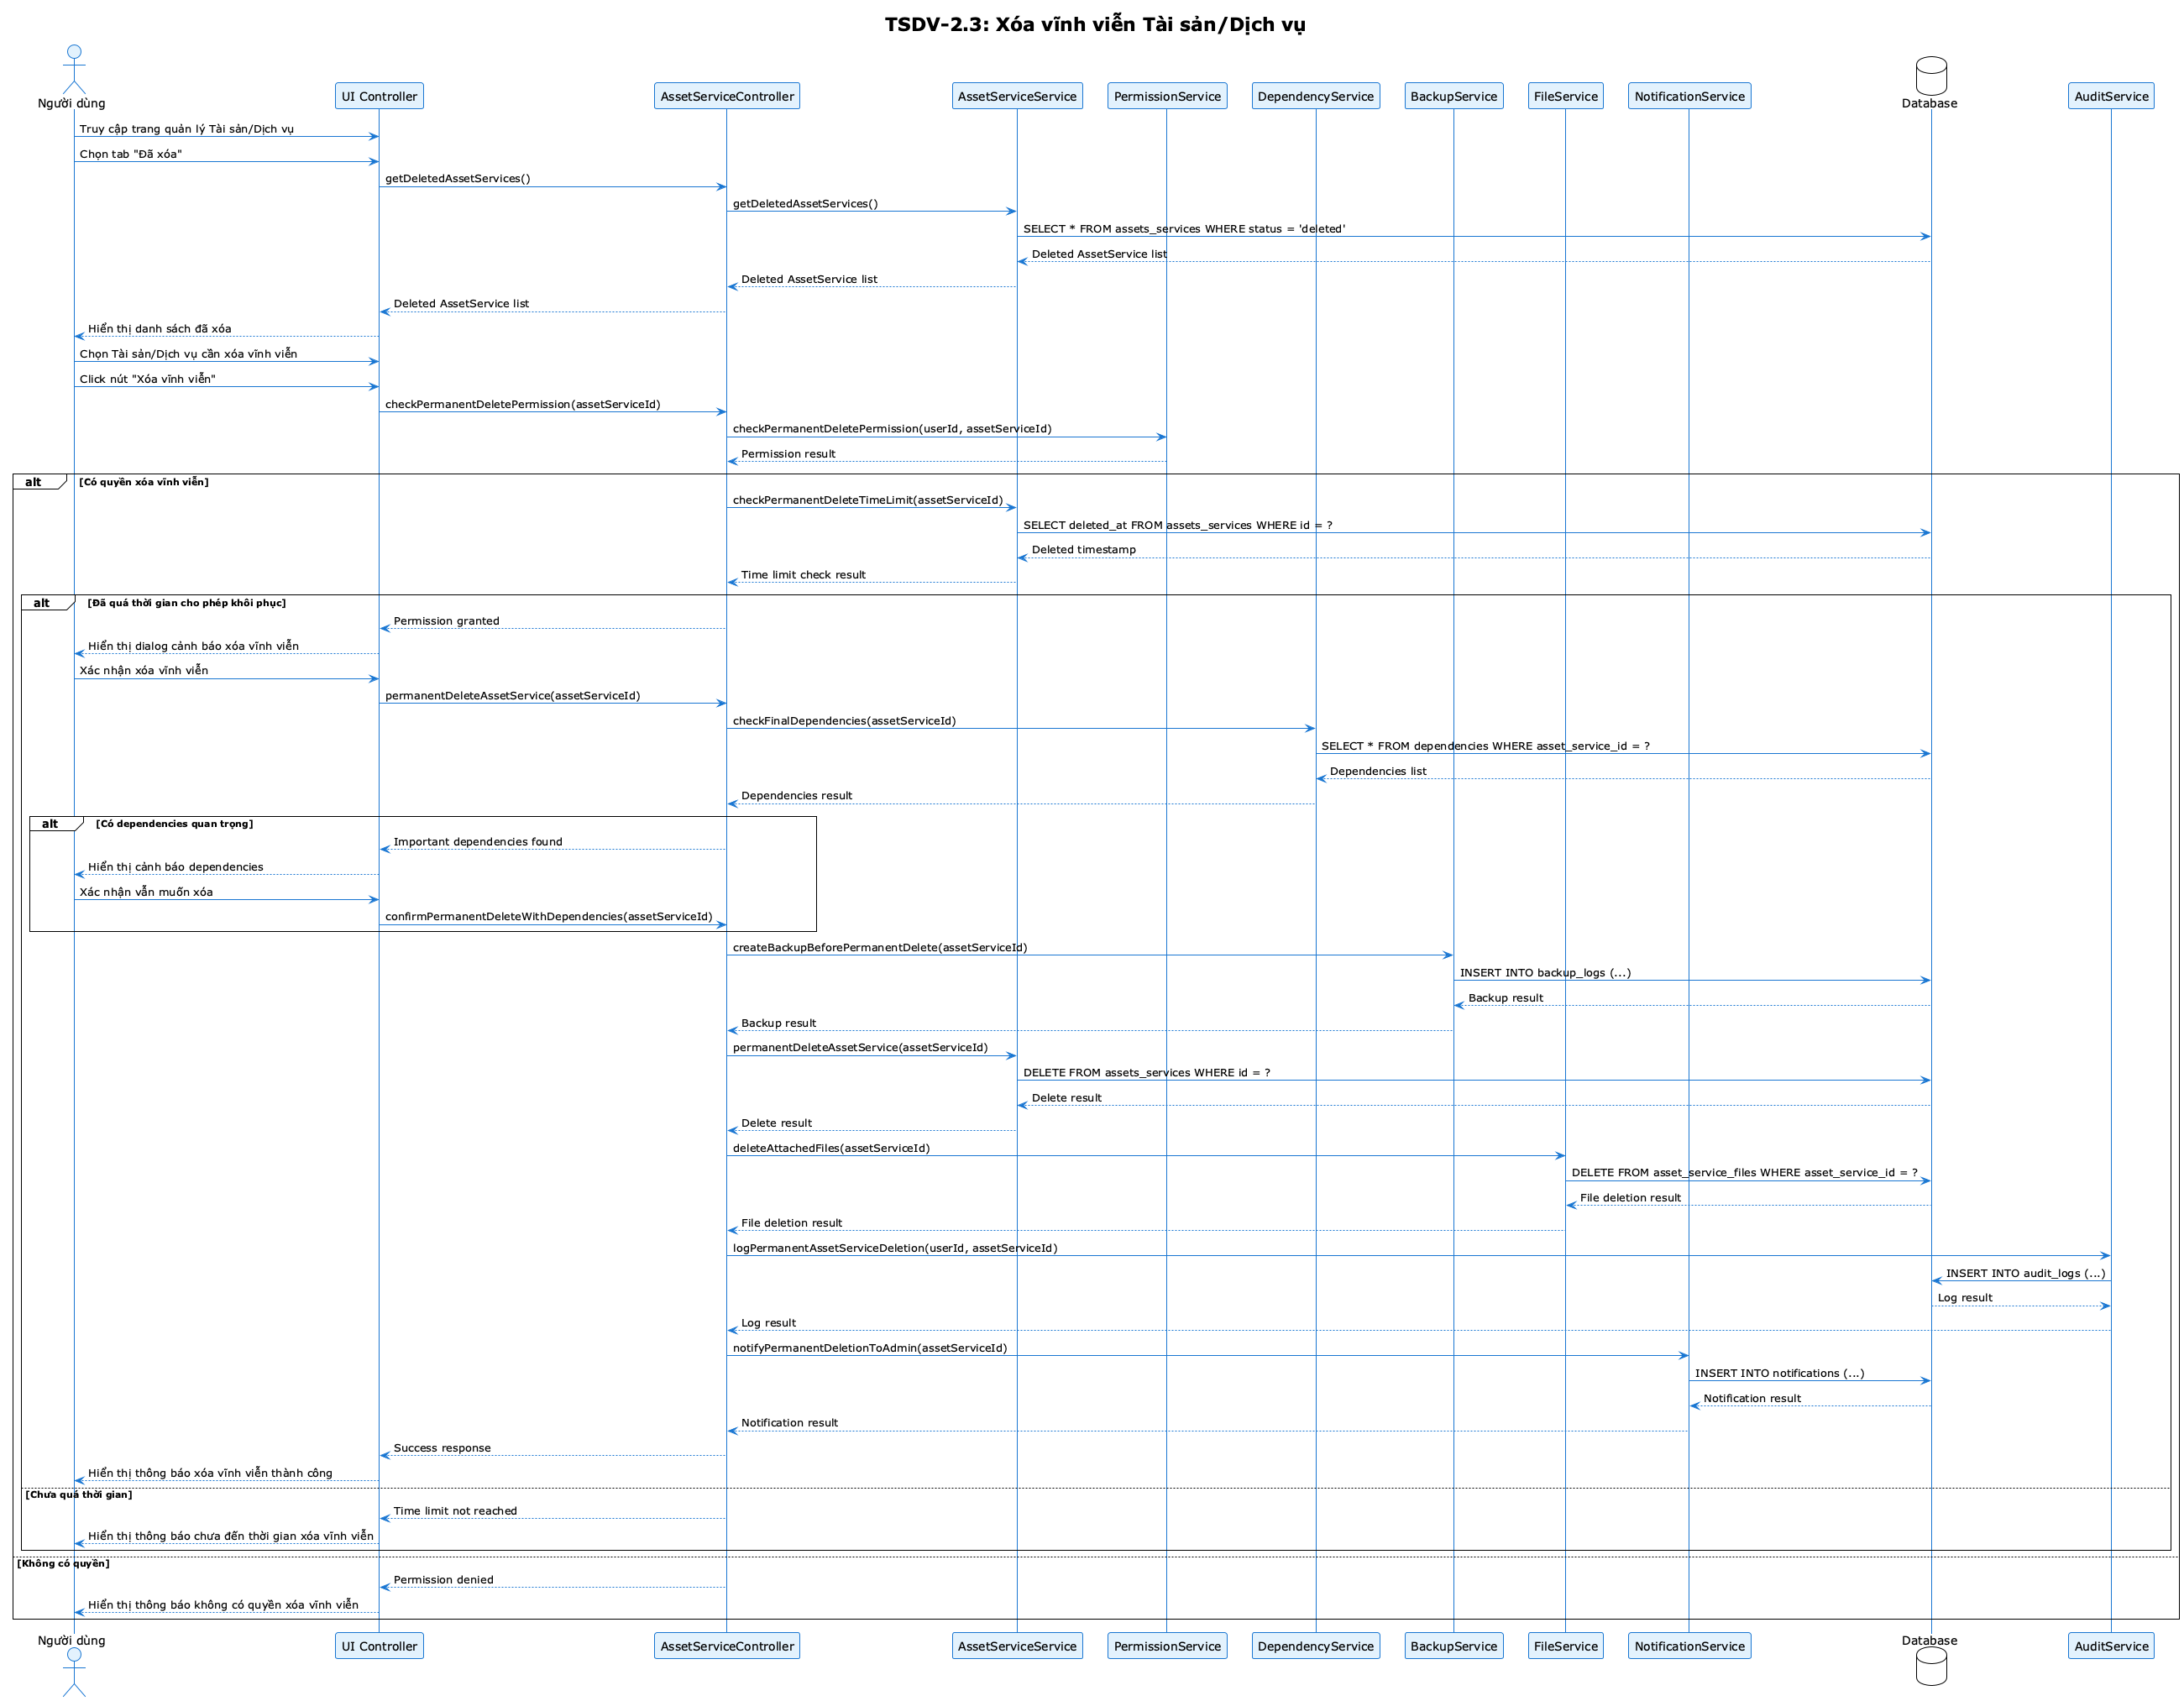 TSDV-2.3: Xóa vĩnh viễn Tài sản/Dịch vụ
Người dùng
UI Controller
AssetServiceController
AssetServiceService
PermissionService
DependencyService
BackupService
FileService
NotificationService
Database
AuditService
Truy cập trang quản lý Tài sản/Dịch vụ
Chọn tab "Đã xóa"
getDeletedAssetServices()
getDeletedAssetServices()
SELECT * FROM assets_services WHERE status = 'deleted'
Deleted AssetService list
Deleted AssetService list
Deleted AssetService list
Hiển thị danh sách đã xóa
Chọn Tài sản/Dịch vụ cần xóa vĩnh viễn
Click nút "Xóa vĩnh viễn"
checkPermanentDeletePermission(assetServiceId)
checkPermanentDeletePermission(userId, assetServiceId)
Permission result
alt [Có quyền xóa vĩnh viễn]
checkPermanentDeleteTimeLimit(assetServiceId)
SELECT deleted_at FROM assets_services WHERE id = ?
Deleted timestamp
Time limit check result
alt [Đã quá thời gian cho phép khôi phục]
Permission granted
Hiển thị dialog cảnh báo xóa vĩnh viễn
Xác nhận xóa vĩnh viễn
permanentDeleteAssetService(assetServiceId)
checkFinalDependencies(assetServiceId)
SELECT * FROM dependencies WHERE asset_service_id = ?
Dependencies list
Dependencies result
alt [Có dependencies quan trọng]
Important dependencies found
Hiển thị cảnh báo dependencies
Xác nhận vẫn muốn xóa
confirmPermanentDeleteWithDependencies(assetServiceId)
createBackupBeforePermanentDelete(assetServiceId)
INSERT INTO backup_logs (...)
Backup result
Backup result
permanentDeleteAssetService(assetServiceId)
DELETE FROM assets_services WHERE id = ?
Delete result
Delete result
deleteAttachedFiles(assetServiceId)
DELETE FROM asset_service_files WHERE asset_service_id = ?
File deletion result
File deletion result
logPermanentAssetServiceDeletion(userId, assetServiceId)
INSERT INTO audit_logs (...)
Log result
Log result
notifyPermanentDeletionToAdmin(assetServiceId)
INSERT INTO notifications (...)
Notification result
Notification result
Success response
Hiển thị thông báo xóa vĩnh viễn thành công
[Chưa quá thời gian]
Time limit not reached
Hiển thị thông báo chưa đến thời gian xóa vĩnh viễn
[Không có quyền]
Permission denied
Hiển thị thông báo không có quyền xóa vĩnh viễn
Người dùng
UI Controller
AssetServiceController
AssetServiceService
PermissionService
DependencyService
BackupService
FileService
NotificationService
Database
AuditService